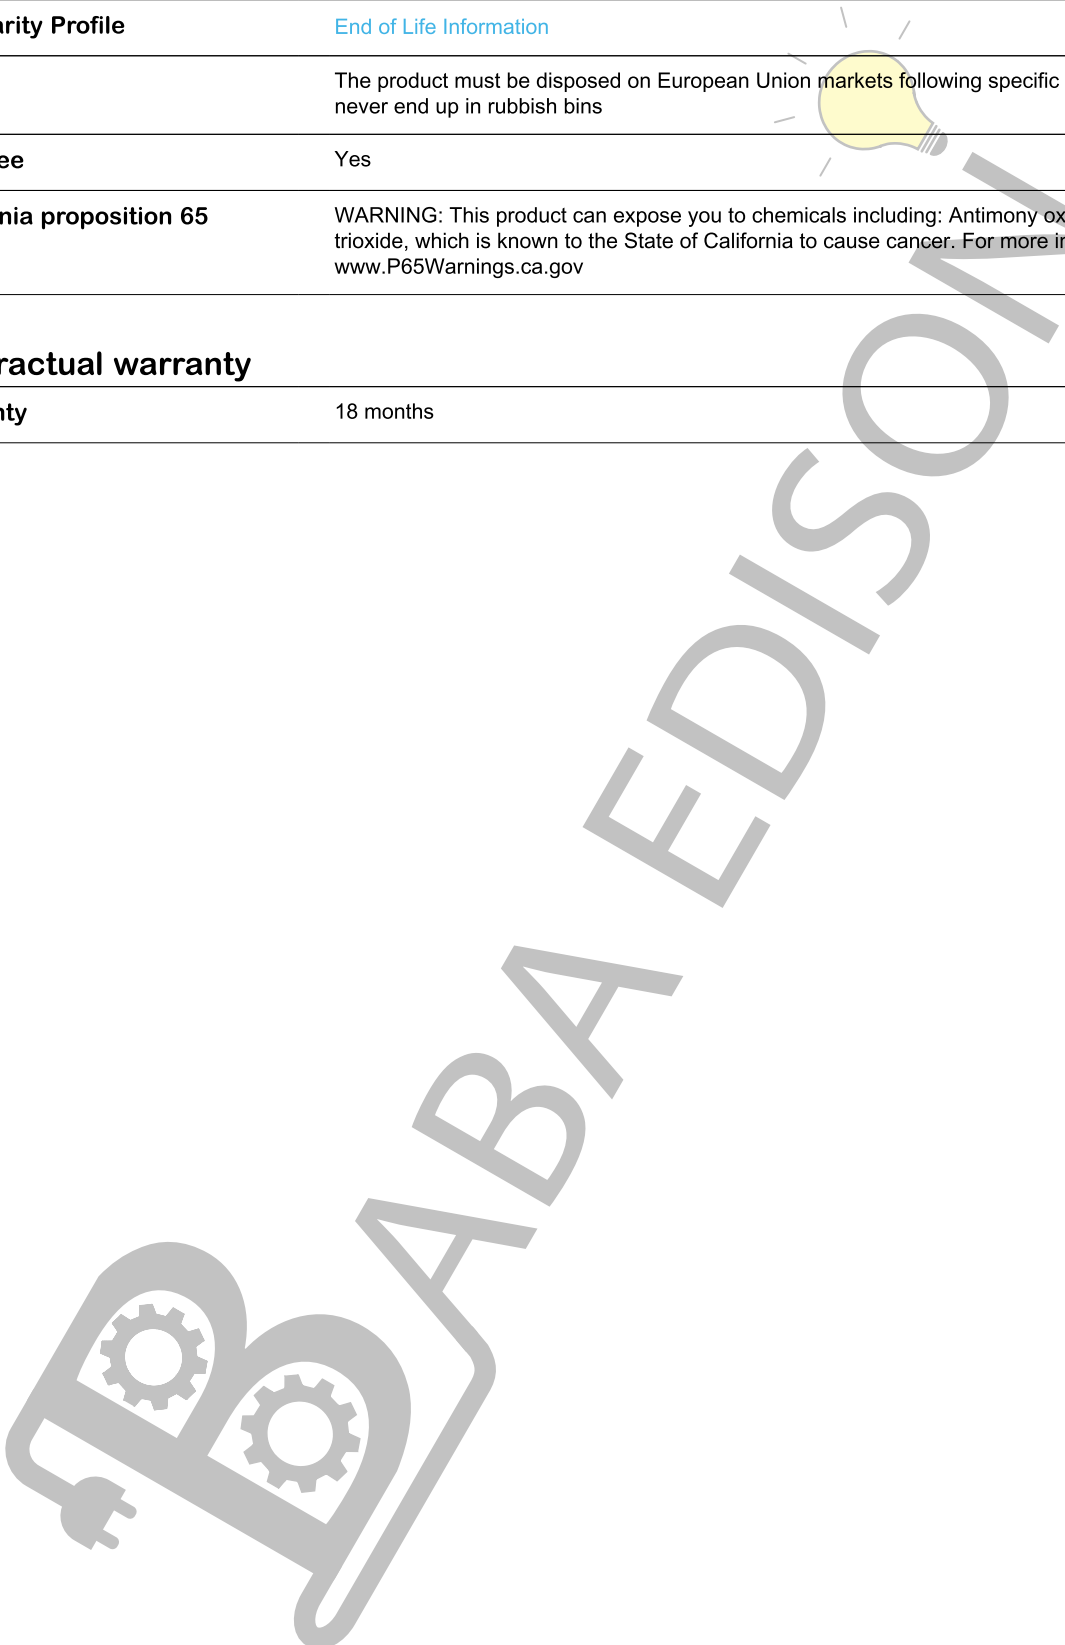 arity Profile End of Life Information
The product must be disposed on European Union markets following specific
never end up in rubbish bins
ee Yes
nia proposition 65 WARNING: This product can expose you to chemicals including: Antimony ox
trioxide, which is known to the State of California to cause cancer. For more in
www.P65Warnings.ca.gov
ractual warranty
nty 18 months
BABA EDISON